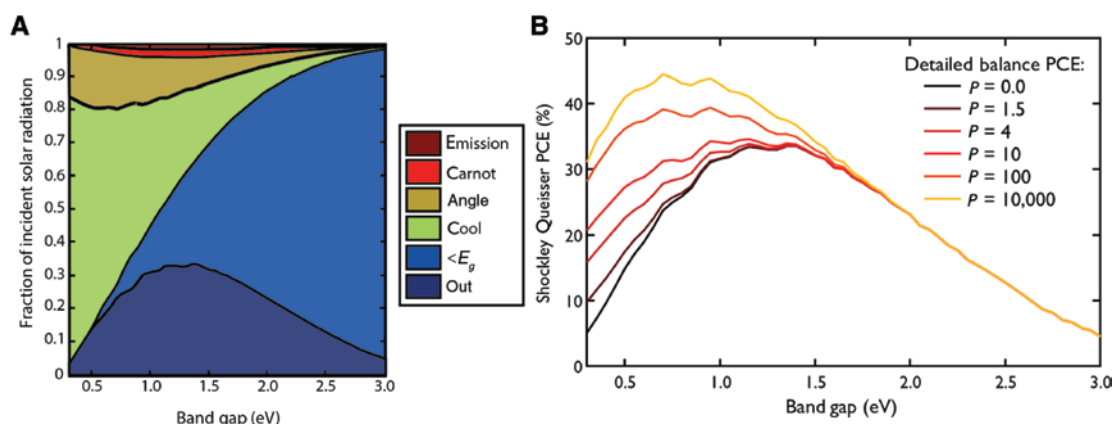 A
Fraction of incident solar radiation
1
0.9
0.8
0.7
0.6
0.5
0.4
0.3
0.2
0.1
0
0.5
1.0
1.5
2.0
2.5
3.0
Band gap (eV)
Emission
Carnot
Angle
Cool
<Eg
Out
B
Shockley Queisser PCE (%)
50
40
30
20
10
0
0.5
1.0
1.5
2.0
2.5
3.0
Band gap (eV)
Detailed balance PCE:
P = 0.0
P = 1.5
P = 4
P = 10
P = 100
P = 10,000